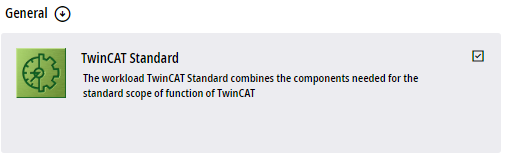 General
TwinCAT Standard
The workload TwinCAT Standard combines the components needed for the
standard scope of function of TwinCAT